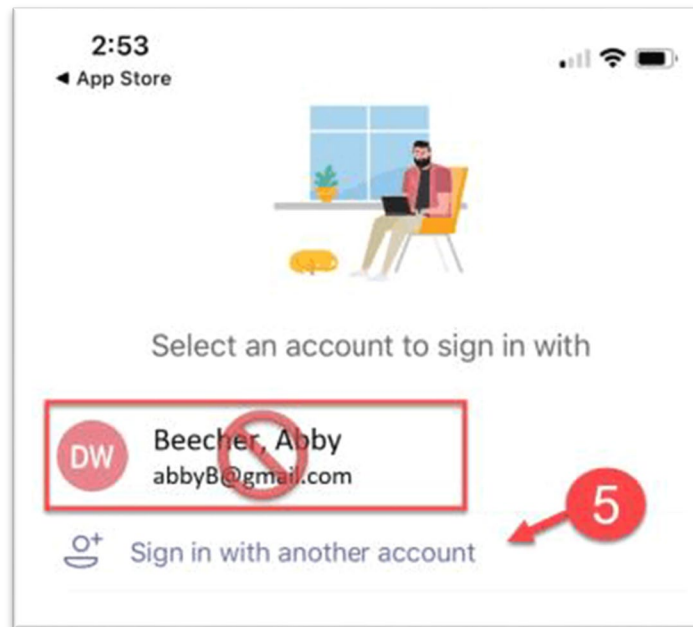 2:53
◀ App Store
Select an account to sign in with
DW
Beecher, Abby
abbyB@gmail.com
Sign in with another account
5